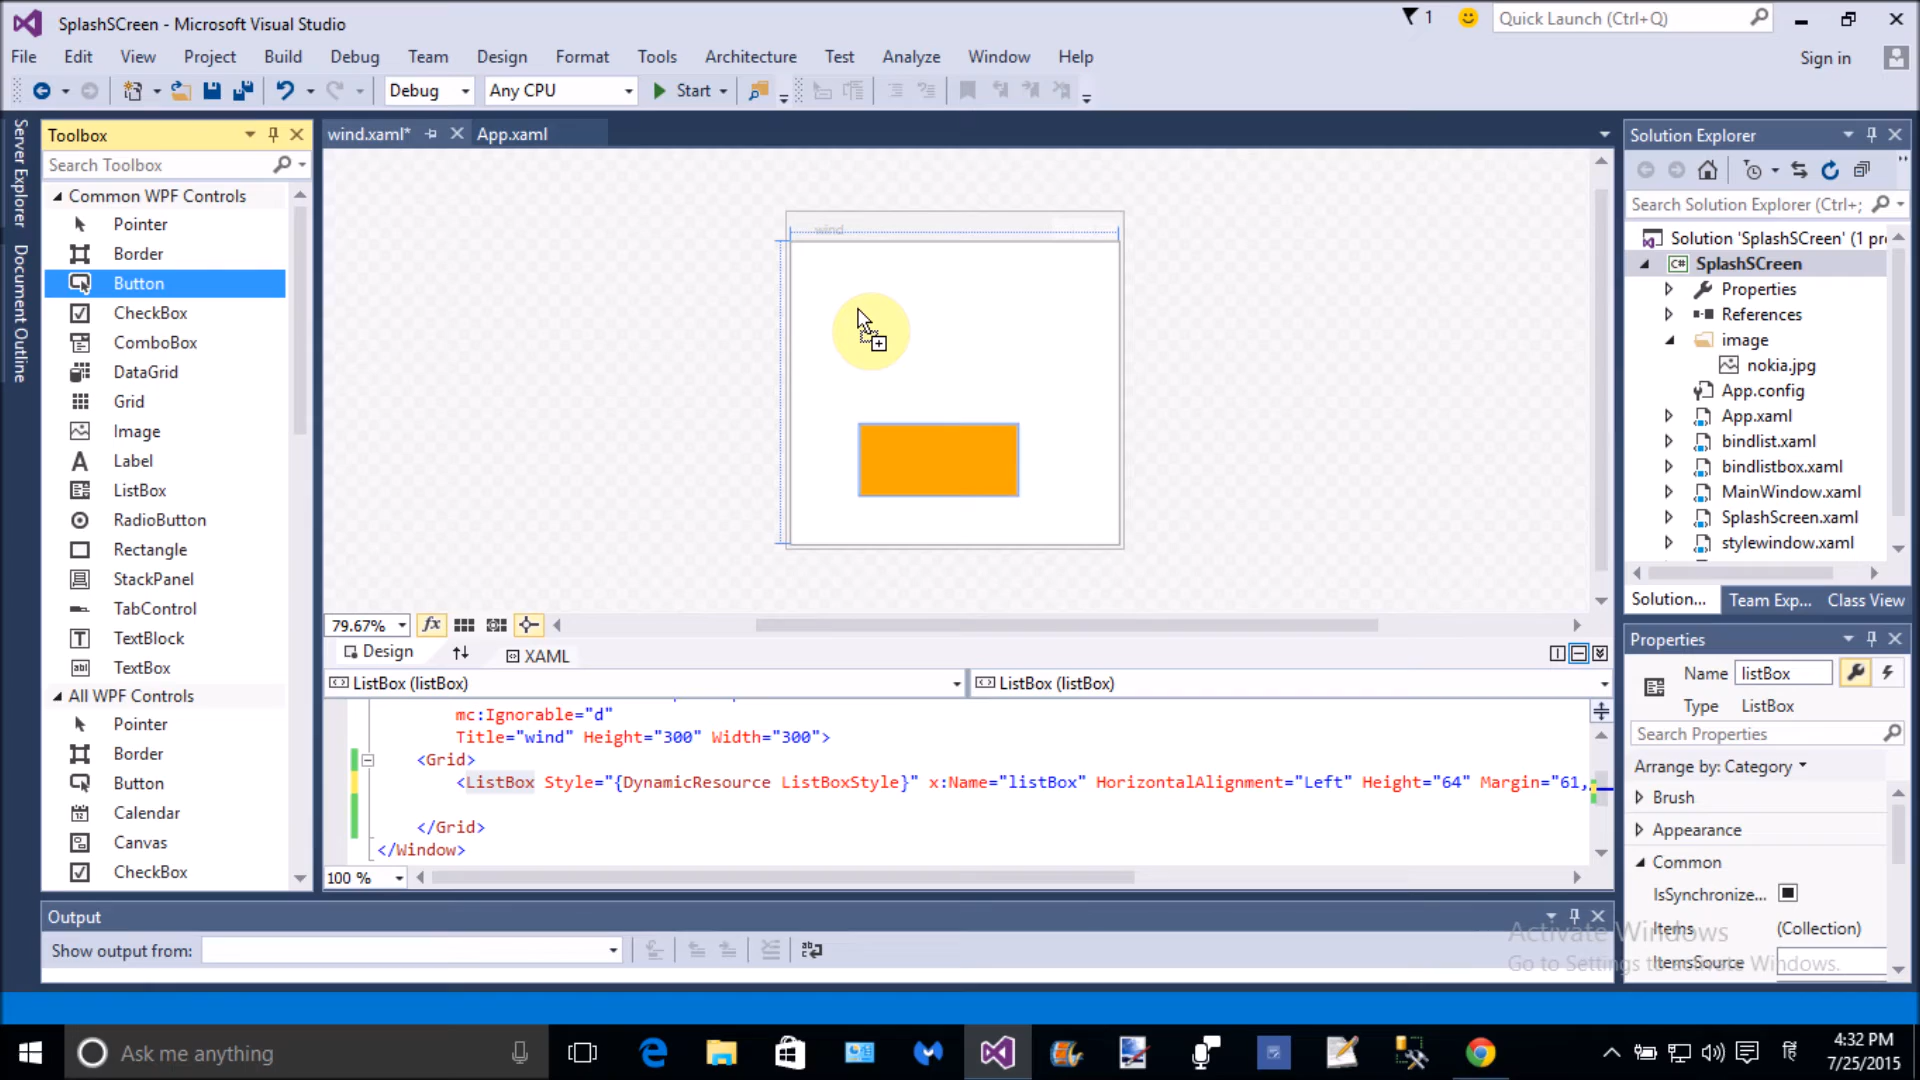 SplashSCreen - Microsoft Visual Studio
1
Quick Launch (Ctrl+Q)
File Edit View Project Build Debug Team Design Format Tools Architecture Test Analyze Window Help
Sign in
Debug
Any CPU
Start
Server Explorer
Document Outline
Toolbox
Search Toolbox
Common WPF Controls
Pointer
Border
Button
CheckBox
ComboBox
DataGrid
Grid
Image
Label
ListBox
RadioButton
Rectangle
StackPanel
TabControl
TextBlock
TextBox
All WPF Controls
Pointer
Border
Button
Calendar
Canvas
CheckBox
wind.xaml*
App.xaml
wind
79.67%
fx
Design
XAML
ListBox (listBox)
ListBox (listBox)
mc:Ignorable="d"
Title="wind" Height="300" Width="300">
<Grid>
<ListBox Style="{DynamicResource ListBoxStyle}" x:Name="listBox" HorizontalAlignment="Left" Height="64" Margin="61,
</Grid>
</Window>
100 %
Output
Show output from:
Solution Explorer
Search Solution Explorer (Ctrl+;
Solution 'SplashSCreen' (1 pr
C# SplashSCreen
Properties
References
image
nokia.jpg
App.config
App.xaml
bindlist.xaml
bindlistbox.xaml
MainWindow.xaml
SplashScreen.xaml
stylewindow.xaml
Solution...
Team Exp...
Class View
Properties
Name listBox
Type ListBox
Search Properties
Arrange by: Category
Brush
Appearance
Common
IsSynchronize...
Items (Collection)
ItemsSource
Activate Windows
Go to Settings to activate Windows.
Ask me anything
हिं
4:32 PM
7/25/2015